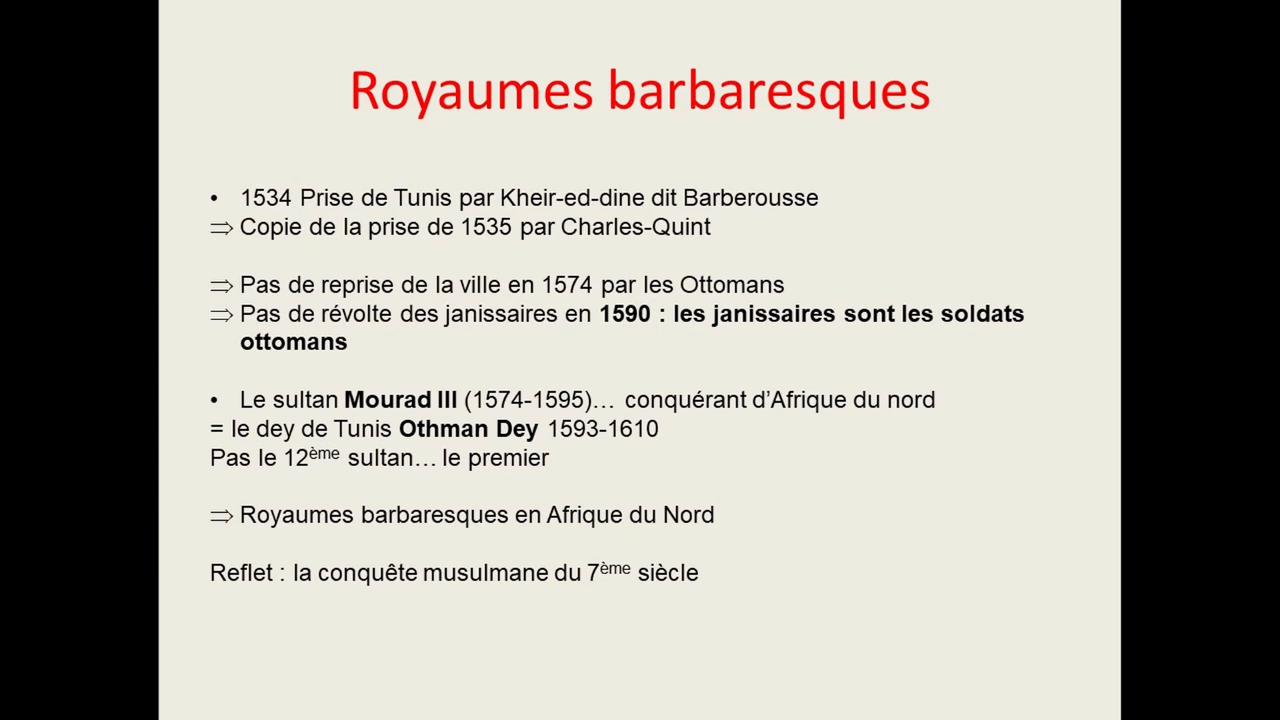 Royaumes barbaresques
• 1534 Prise de Tunis par Kheir-ed-dine dit Barberousse
⇒ Copie de la prise de 1535 par Charles-Quint
⇒ Pas de reprise de la ville en 1574 par les Ottomans
⇒ Pas de révolte des janissaires en 1590 : les janissaires sont les soldats
ottomans
• Le sultan Mourad III (1574-1595)… conquérant d’Afrique du nord
= le dey de Tunis Othman Dey 1593-1610
Pas le 12ème sultan… le premier
⇒ Royaumes barbaresques en Afrique du Nord
Reflet : la conquête musulmane du 7ème siècle